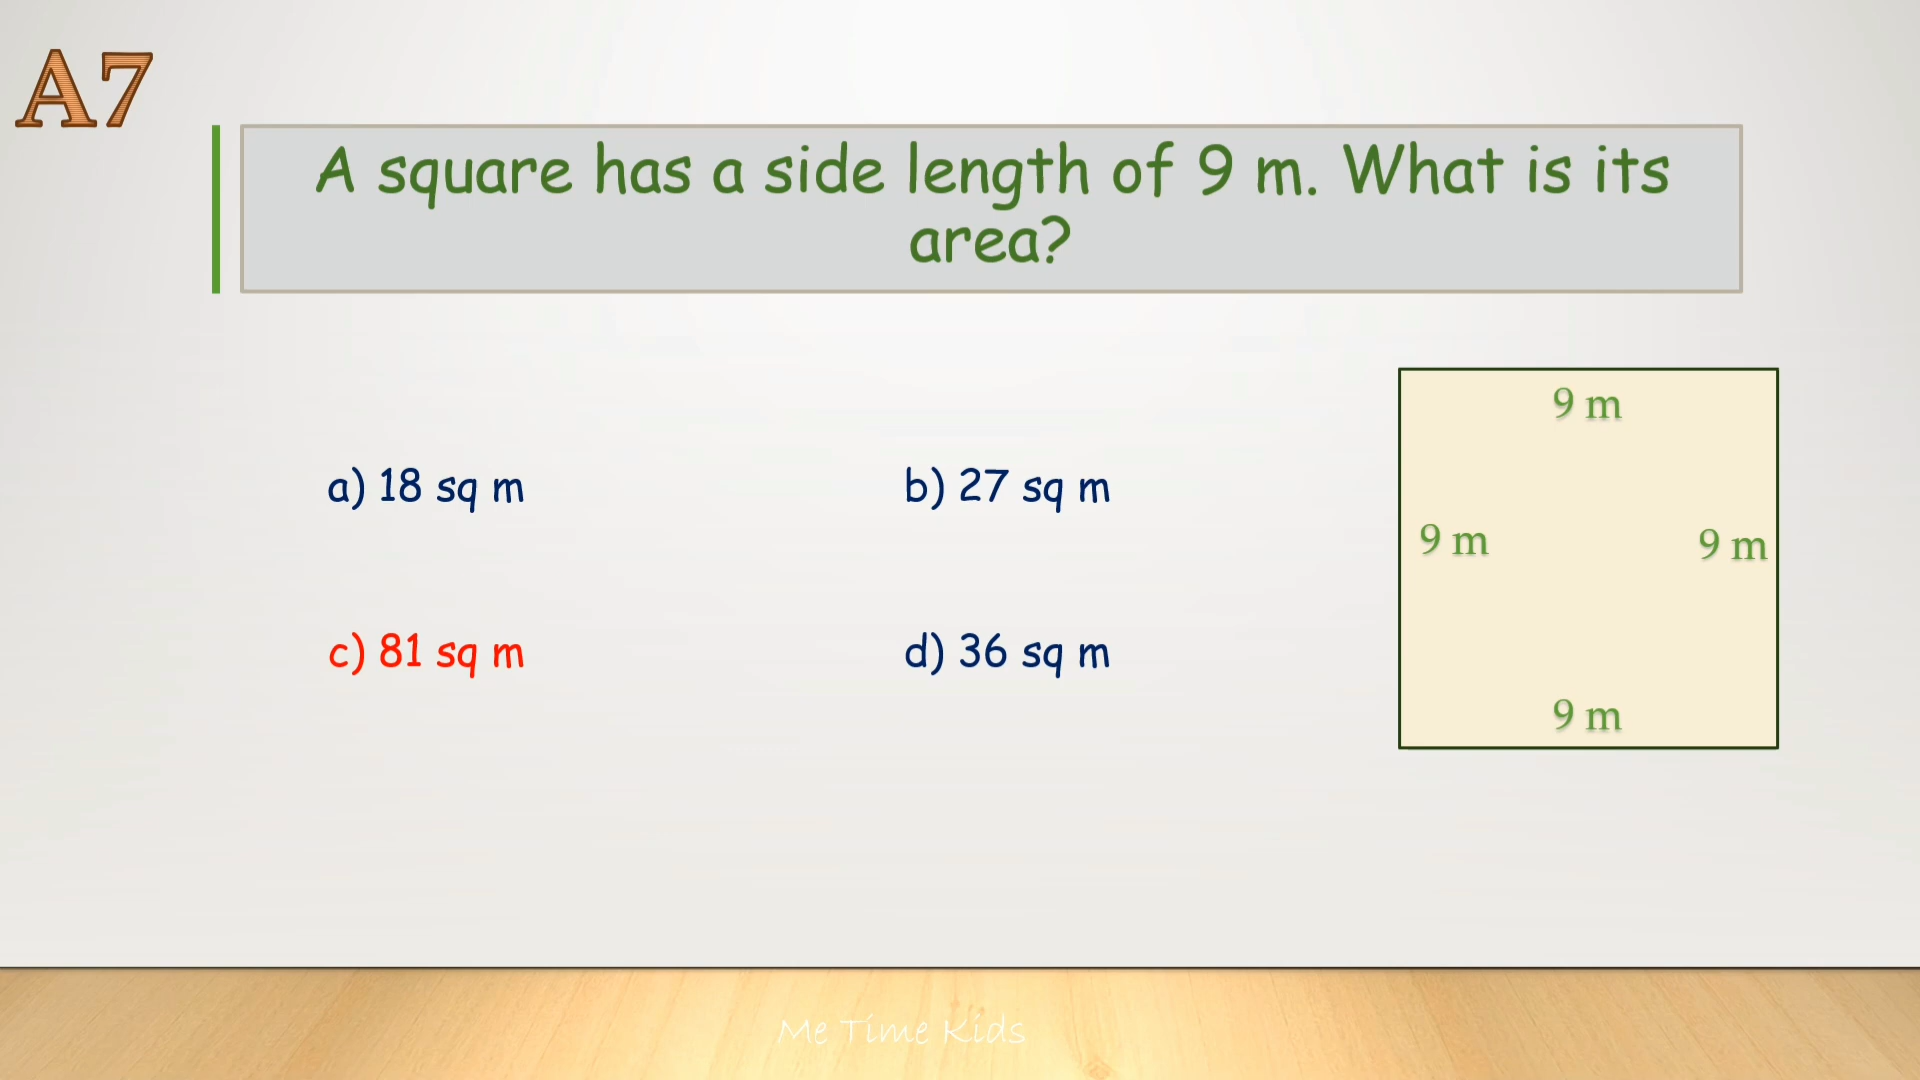 A7
A square has a side length of 9 m. What is its
area?
a) 18 sq m
b) 27 sq m
c) 81 sq m
d) 36 sq m
9 m
9 m
9 m
9 m
Me Time Kids